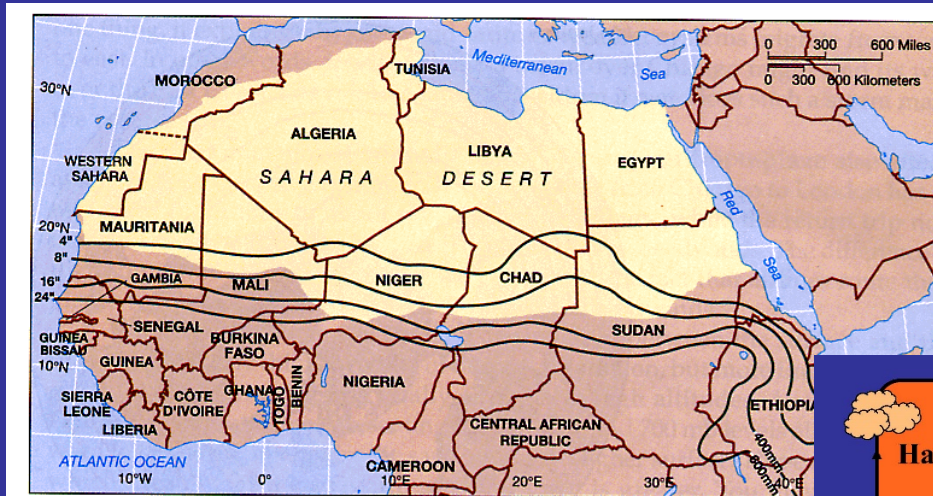 0 300 600 Miles
0 300 600 Kilometers
Mediterranean
Sea
TUNISIA
MOROCCO
30°N
ALGERIA
LIBYA
EGYPT
WESTERN
SAHARA
SAHARA
DESERT
Red
Sea
20°N
MAURITANIA
4"
8"
16"
24"
GAMBIA
MALI
NIGER
CHAD
SENEGAL
SUDAN
GUINEA
BISSAU
BURKINA
FASO
10°N
GUINEA
GHANA
TOGO
BENIN
NIGERIA
SIERRA
LEONE
CÔTE
D'IVOIRE
ETHIOPIA
LIBERIA
CENTRAL AFRICAN
REPUBLIC
400mm
800mm
ATLANTIC OCEAN
CAMEROON
10°W
0°
10°E
20°E
30°E
40°E
Ha